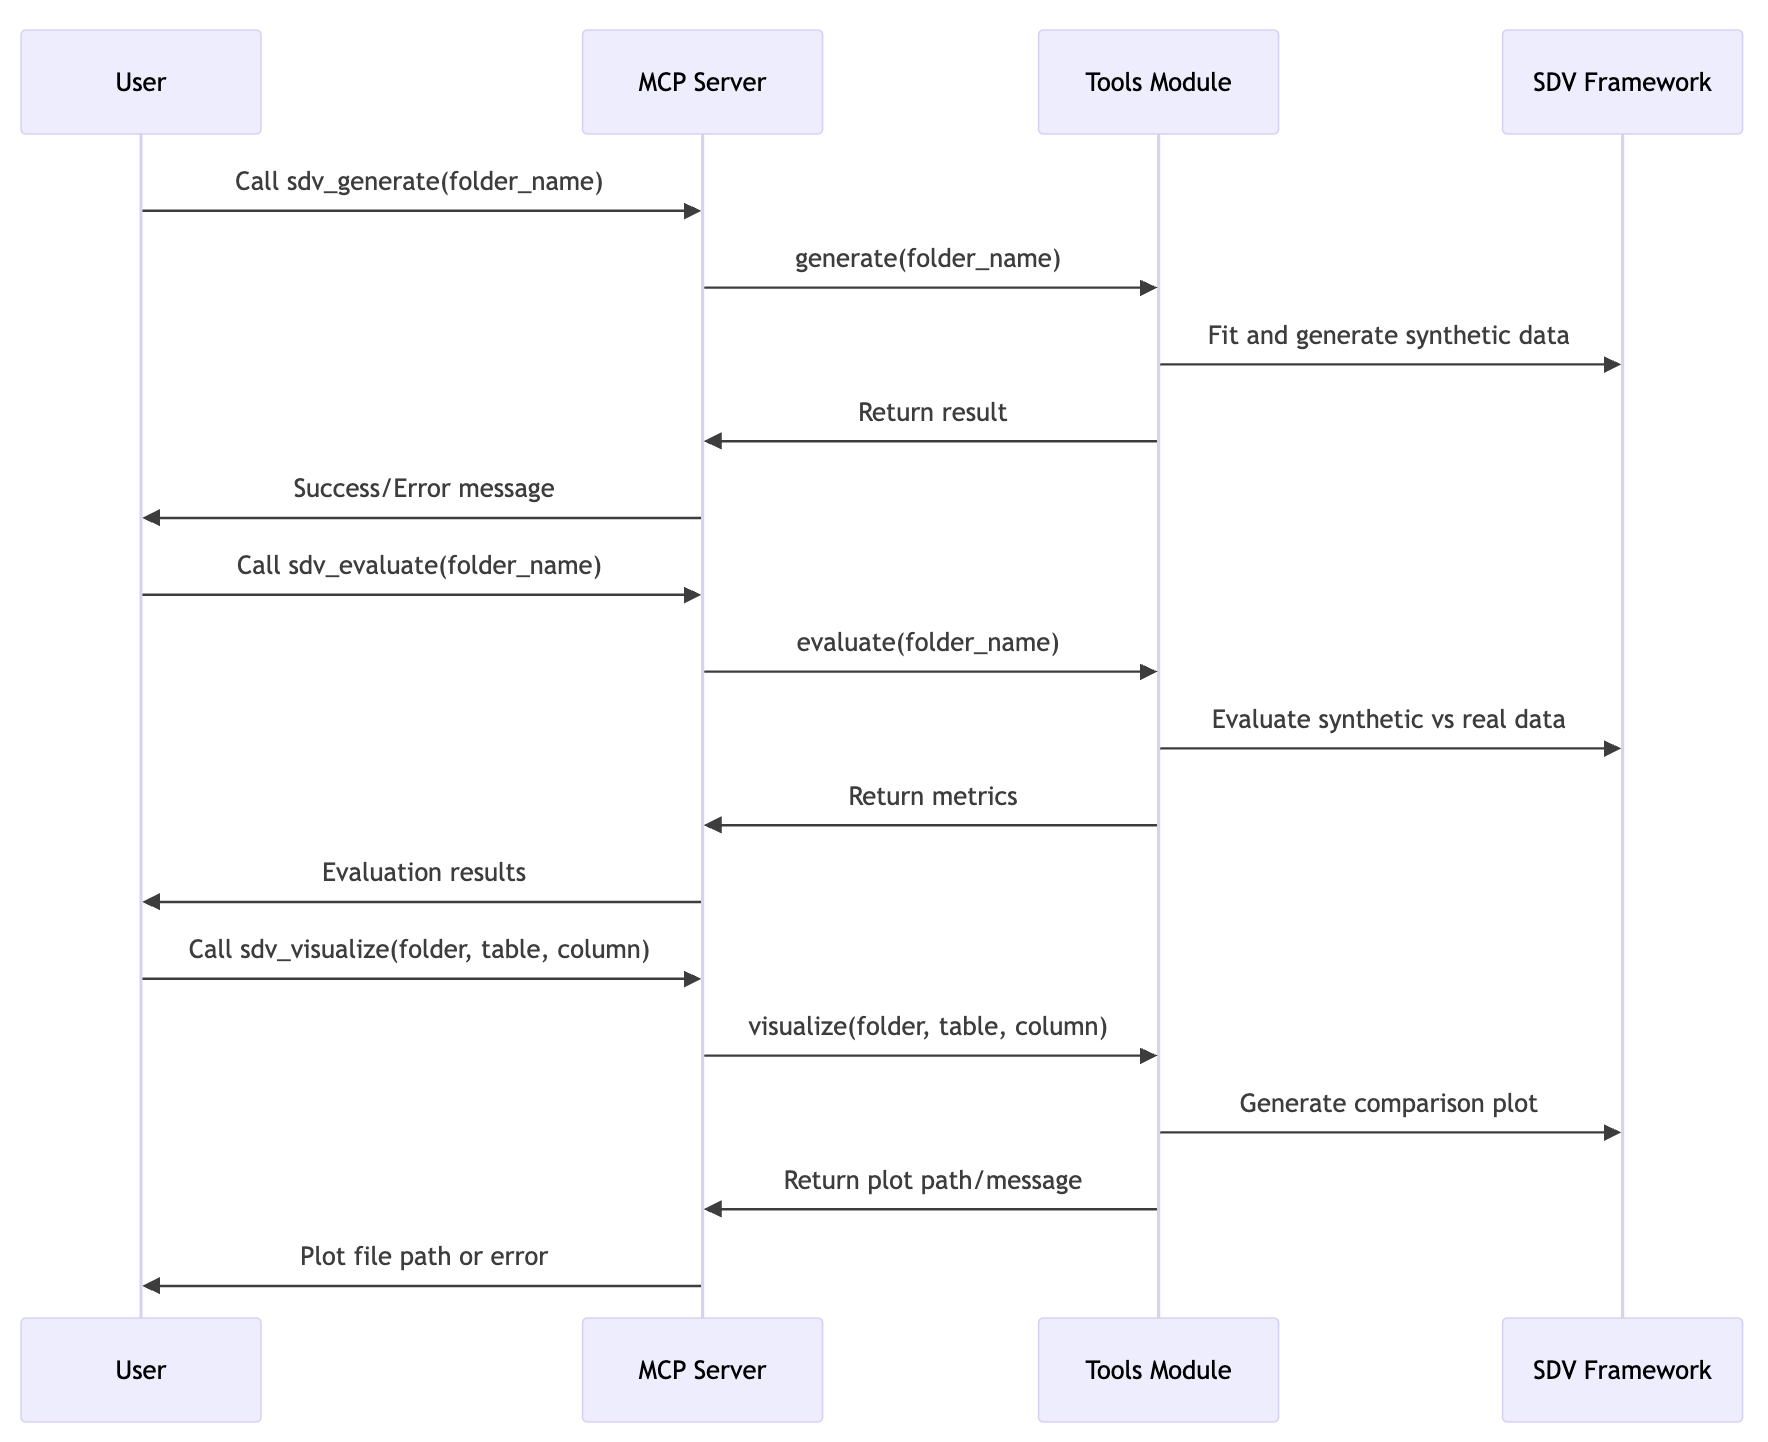 User
MCP Server
Tools Module
SDV Framework
Call sdv_generate(folder_name)
generate(folder_name)
Fit and generate synthetic data
Return result
Success/Error message
Call sdv_evaluate(folder_name)
evaluate(folder_name)
Evaluate synthetic vs real data
Return metrics
Evaluation results
Call sdv_visualize(folder, table, column)
visualize(folder, table, column)
Generate comparison plot
Return plot path/message
Plot file path or error
User
MCP Server
Tools Module
SDV Framework